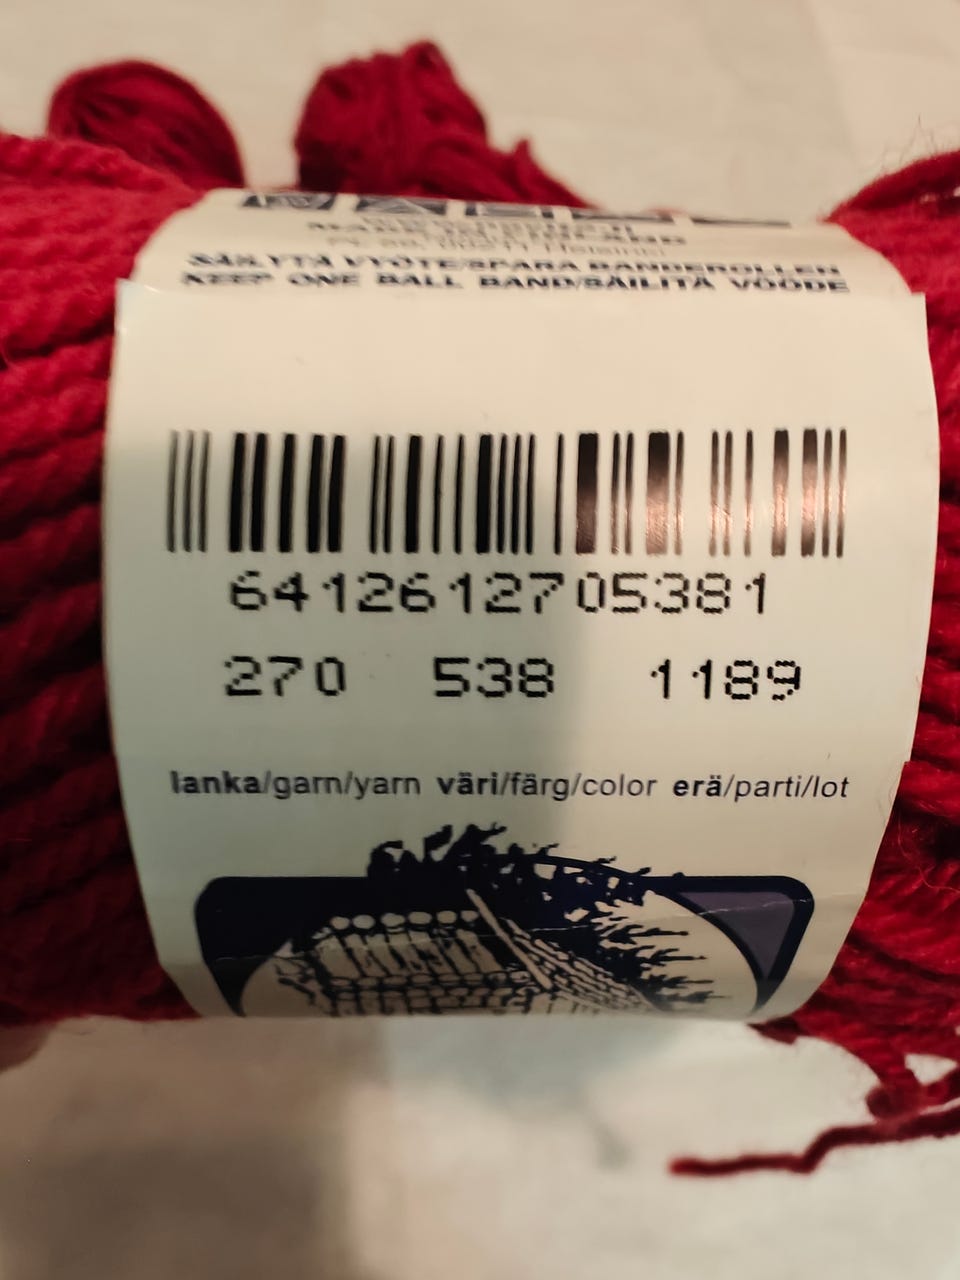 SÄILYTÄ VYÖTE/SPARA BANDEROLLEN
KEEP ONE BALL BAND/SÄILITÄ VÖÖDE
6412612705381
270 538 1189
lanka/garn/yarn väri/färg/color erä/parti/lot